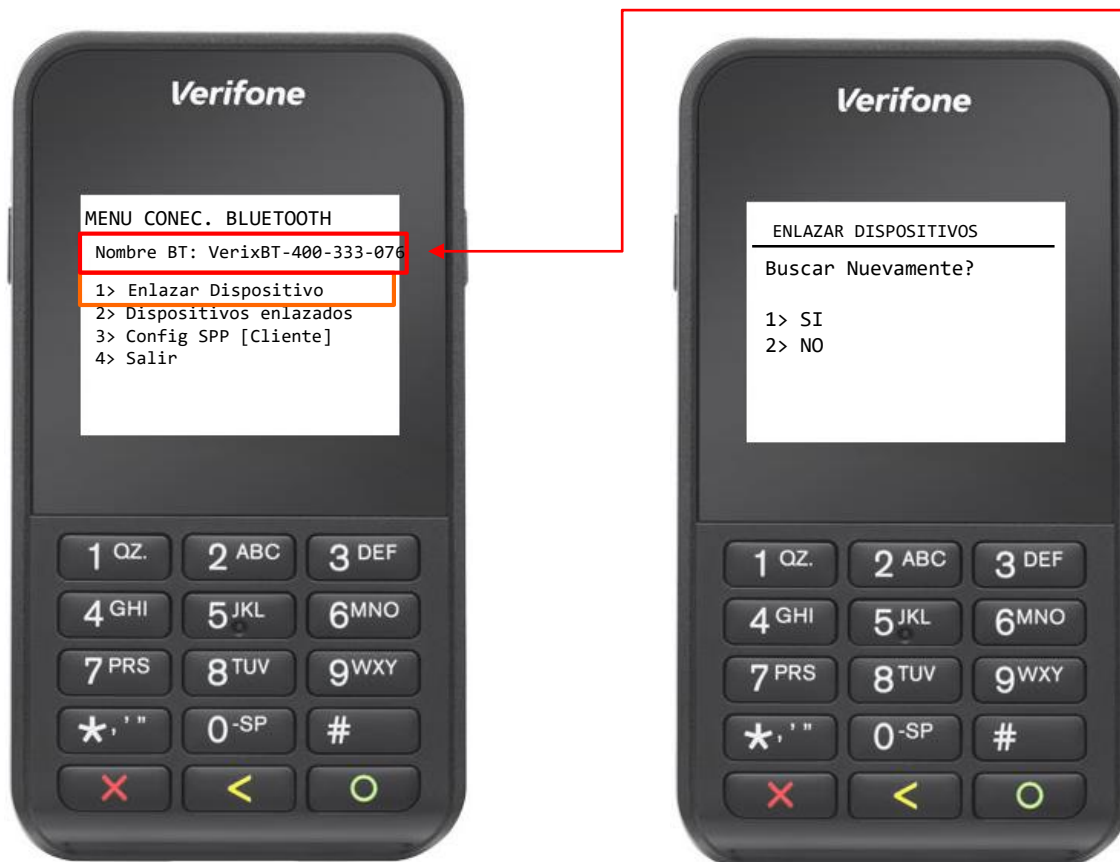 Verifone
MENU CONEC. BLUETOOTH
Nombre BT: VerixBT-400-333-076
1> Enlazar Dispositivo
2> Dispositivos enlazados
3> Config SPP [Cliente]
4> Salir
1 QZ. 2 ABC 3 DEF
4 GHI 5 JKL 6 MNO
7 PRS 8 TUV 9 WXY
*,'" 0 -SP #
Verifone
ENLAZAR DISPOSITIVOS
Buscar Nuevamente?
1> SI
2> NO
1 QZ. 2 ABC 3 DEF
4 GHI 5 JKL 6 MNO
7 PRS 8 TUV 9 WXY
*,'" 0 -SP #